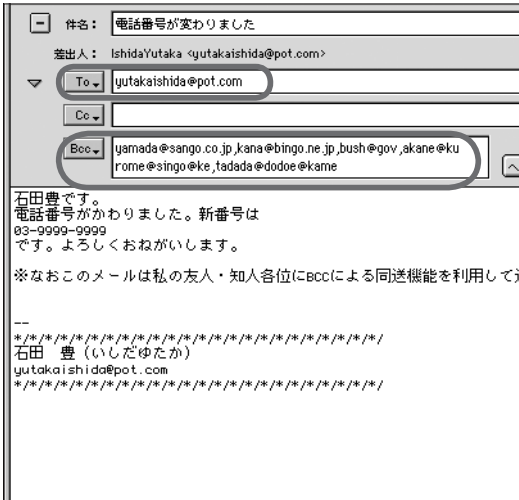 件名： 電話番号が変わりました
差出人： IshidaYutaka <yutakaishida@pot.com>
To yutakaishida@pot.com
Cc
Bcc yamada@sango.co.jp,kana@bingo.ne.jp,bush@gov,akane@ku
rome@singo@ke,tadada@dodoe@kame
石田豊です。
電話番号がかわりました。新番号は
03-9999-9999
です。よろしくおねがいします。
※なおこのメールは私の友人・知人各位にBCCによる同送機能を利用して
--
*/*/*/*/*/*/*/*/*/*/*/*/*/*/*/*/*/*/*/*/*/*/*/*/
石田　豊（いしだゆたか）
yutakaishida@pot.com
*/*/*/*/*/*/*/*/*/*/*/*/*/*/*/*/*/*/*/*/*/*/*/*/